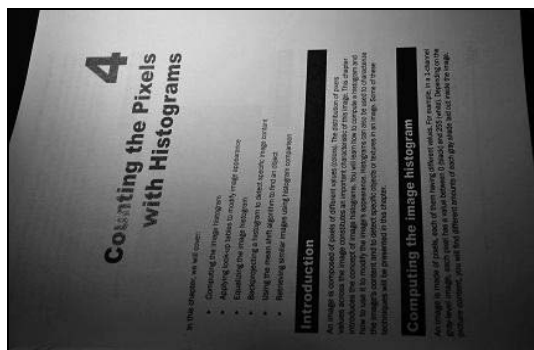 4
Counting the Pixels
with Histograms
In this chapter, we will cover:
• Computing the image histogram
• Applying look-up tables to modify image appearance
• Equalizing the image histogram
• Backprojecting a histogram to detect specific image content
• Using the mean shift algorithm to find an object
• Retrieving similar images using histogram comparison
Introduction
An image is composed of pixels of different values (colors). The distribution of pixels
values across the image constitutes an important characteristic of this image. This chapter
introduces the concept of image histograms. You will learn how to compute a histogram and
how to use it to modify the image's appearance. Histograms can also be used to characterize
the image's content and to detect specific objects or textures in an image. Some of these
techniques will be presented in this chapter.
Computing the image histogram
An image is made of pixels, each of them having different values. For example, in a 1-channel
gray-level image, each pixel has a value between 0 (black) and 255 (white). Depending on the
picture content, you will find different amounts of each gray shade laid out inside the image.